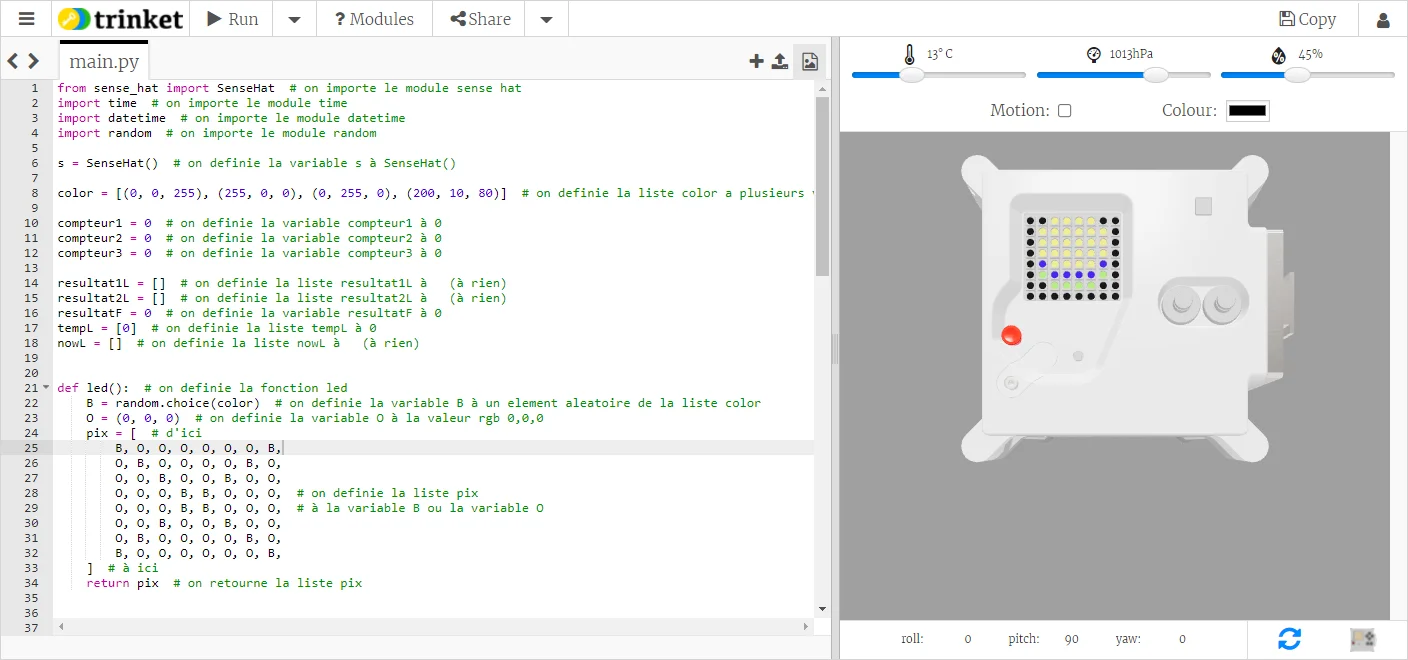 trinket Run ? Modules Share Copy
main.py
1 from sense_hat import SenseHat # on importe le module sense hat
2 import time # on importe le module time
3 import datetime # on importe le module datetime
4 import random # on importe le module random
5
6 s = SenseHat() # on definie la variable s à SenseHat()
7
8 color = [(0, 0, 255), (255, 0, 0), (0, 255, 0), (200, 10, 80)] # on definie la liste color a plusieurs
9
10 compteur1 = 0 # on definie la variable compteur1 à 0
11 compteur2 = 0 # on definie la variable compteur2 à 0
12 compteur3 = 0 # on definie la variable compteur3 à 0
13
14 resultat1L = [] # on definie la liste resultat1L à (à rien)
15 resultat2L = [] # on definie la liste resultat2L à (à rien)
16 resultatF = 0 # on definie la variable resultatF à 0
17 tempL = [0] # on definie la liste tempL à 0
18 nowL = [] # on definie la liste nowL à (à rien)
19
20
21 def led(): # on definie la fonction led
22 B = random.choice(color) # on definie la variable B à un element aleatoire de la liste color
23 O = (0, 0, 0) # on definie la variable O à la valeur rgb 0,0,0
24 pix = [ # d'ici
25 B, O, O, O, O, O, O, B,
26 O, B, O, O, O, O, B, O,
27 O, O, B, O, O, B, O, O,
28 O, O, O, B, B, O, O, O, # on definie la liste pix
29 O, O, O, B, B, O, O, O, # à la variable B ou la variable O
30 O, O, B, O, O, B, O, O,
31 O, B, O, O, O, O, B, O,
32 B, O, O, O, O, O, O, B,
33 ] # à ici
34 return pix # on retourne la liste pix
35
36
37
13°C 1013hPa 45%
Motion: Colour:
roll: 0 pitch: 90 yaw: 0